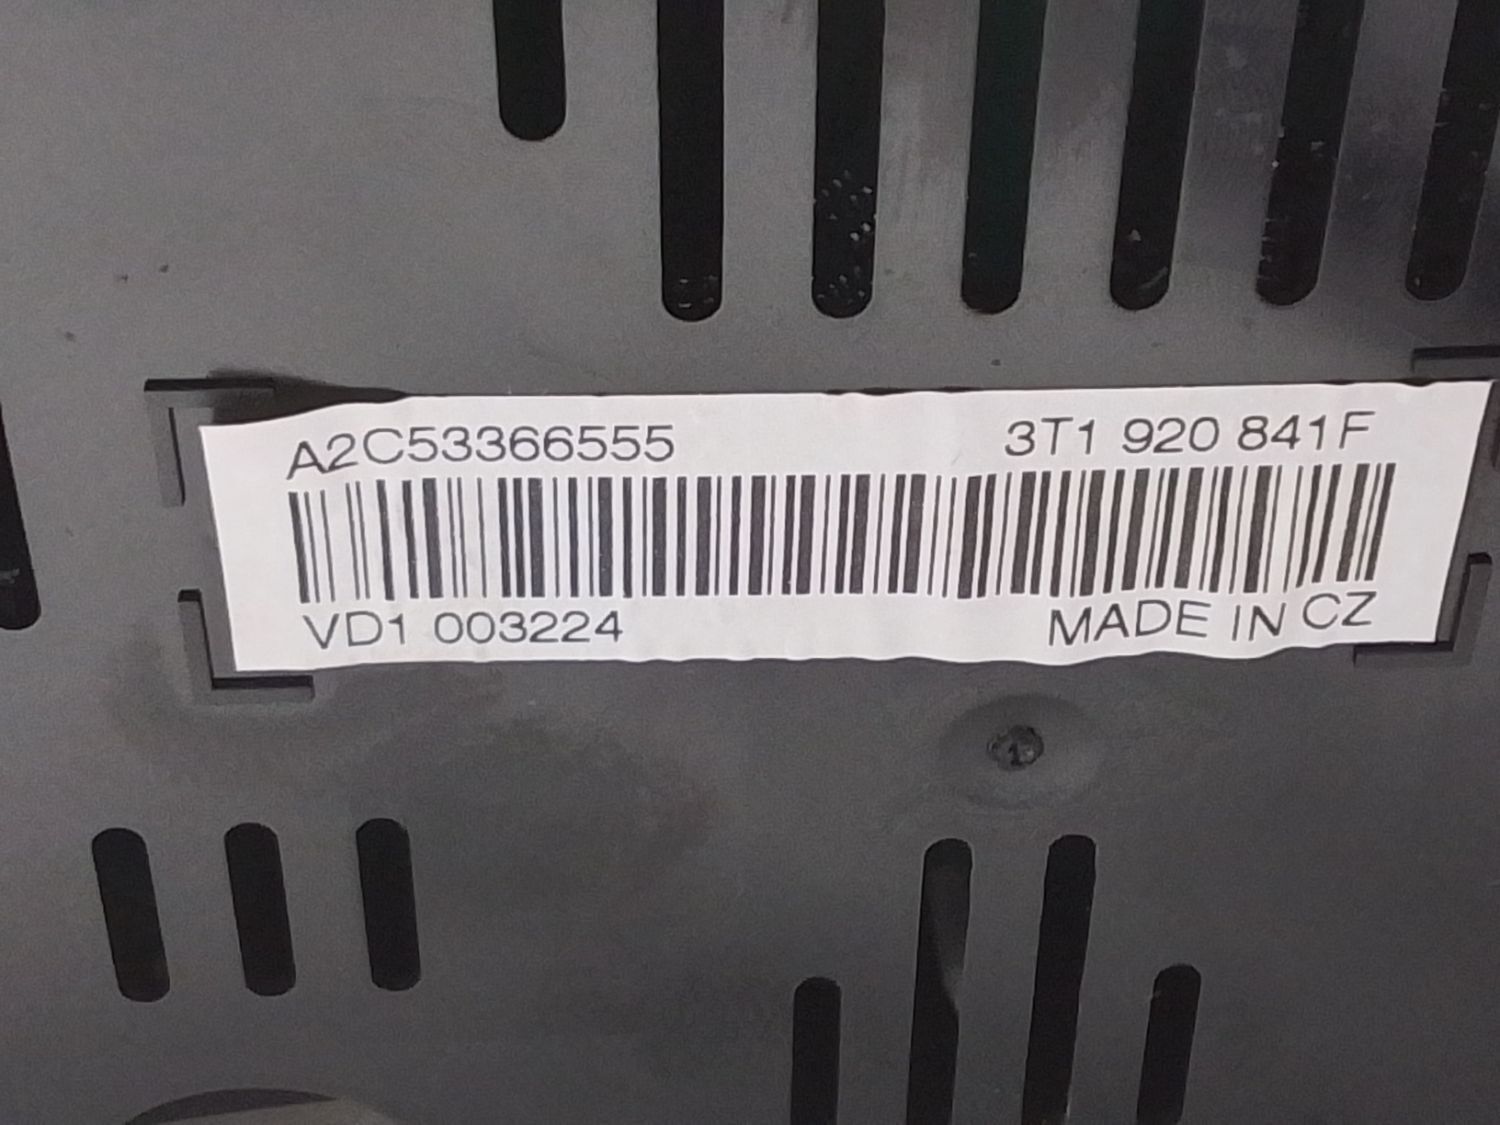 A2C53366555 3T1 920 841F
VD1 003224 MADE IN CZ